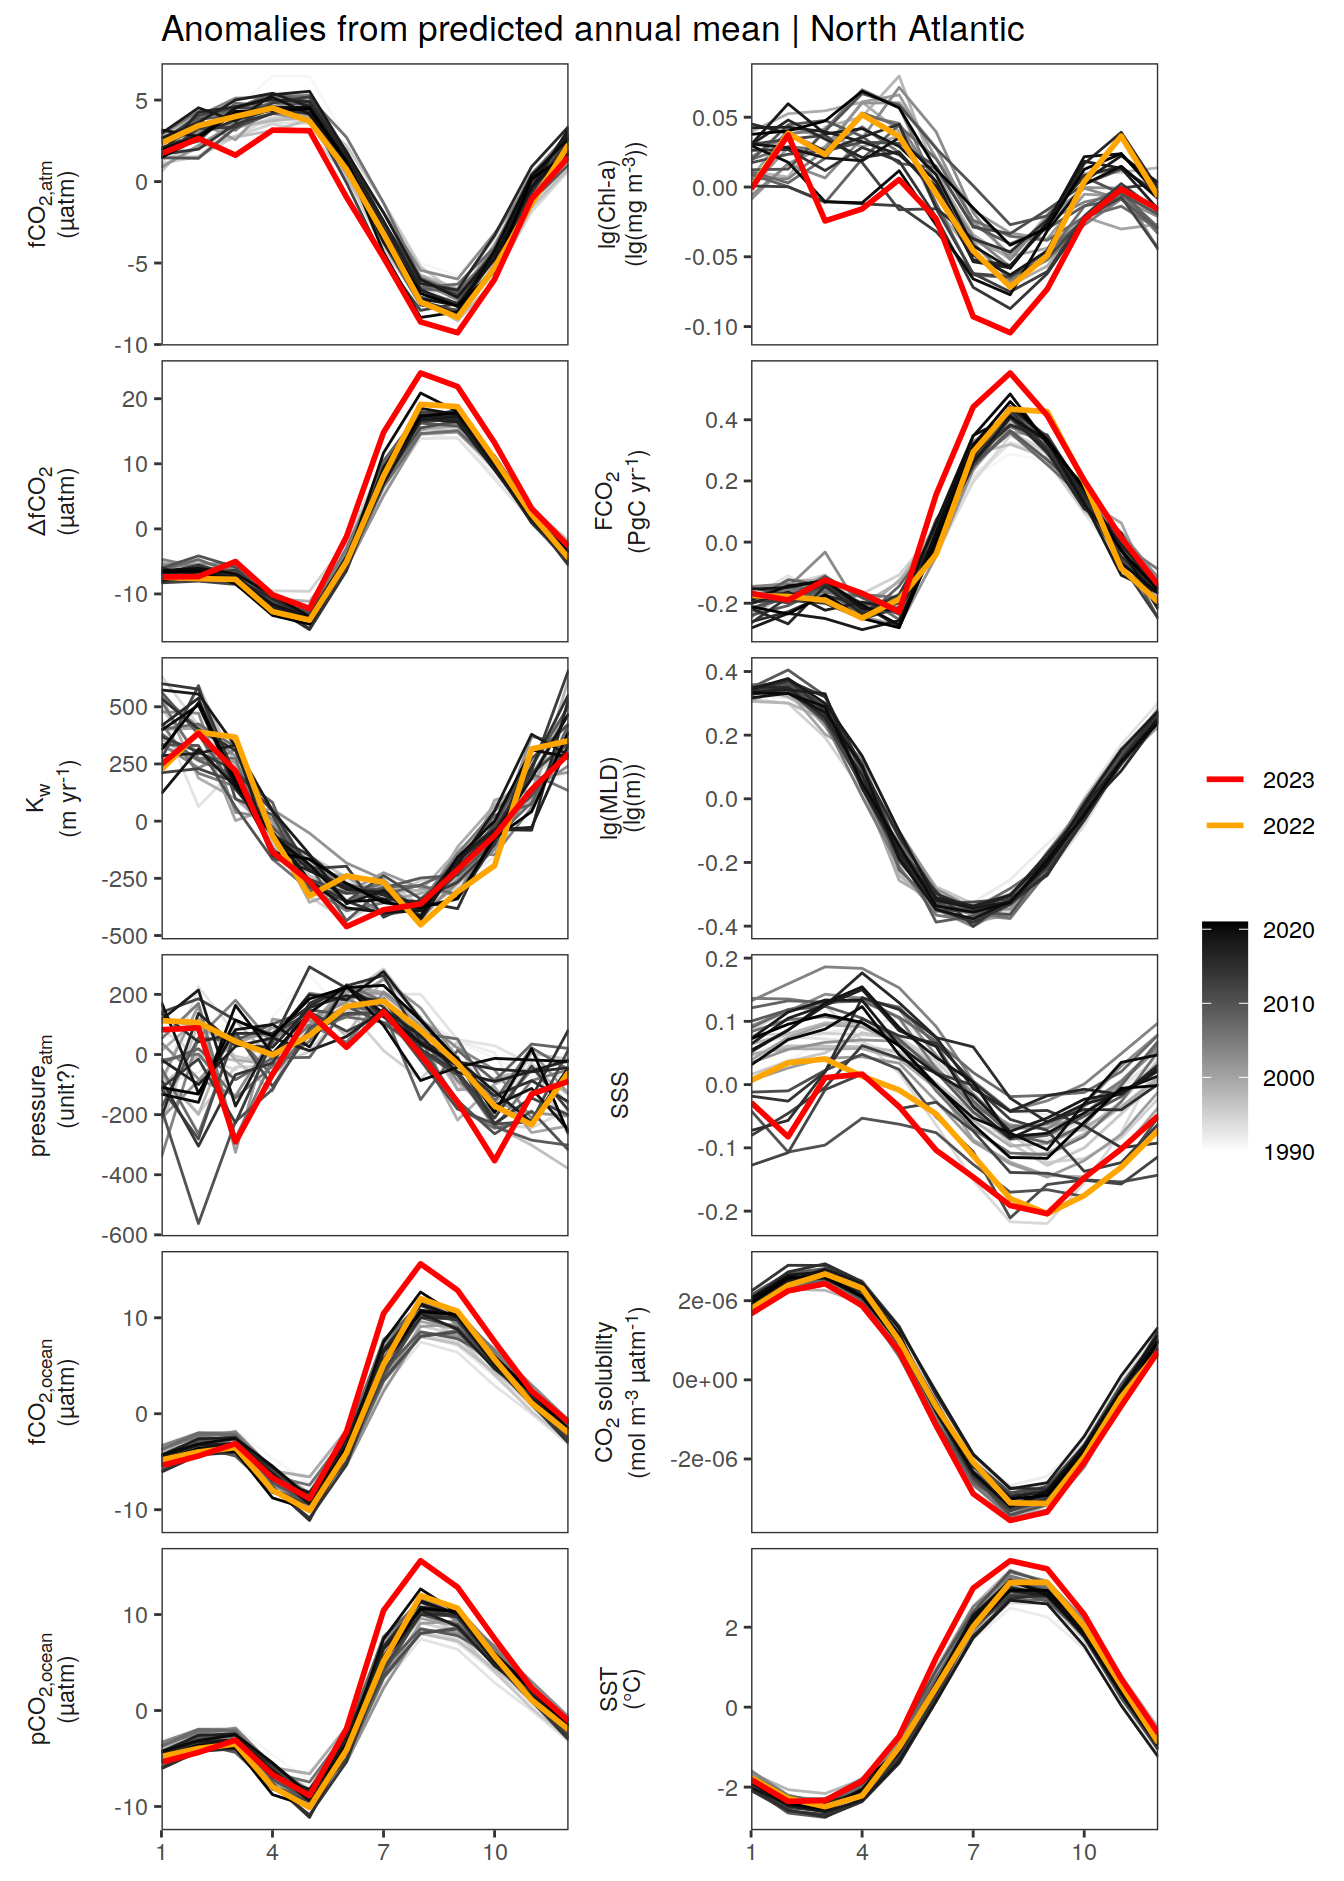 Anomalies from predicted annual mean | North Atlantic
fCO2,atm
(µatm)
5
0
-5
-10
lg(Chl-a)
(lg(mg m-3))
0.05
0.00
-0.05
-0.10
ΔfCO2
(µatm)
20
10
0
-10
FCO2
(PgC yr-1)
0.4
0.2
0.0
-0.2
Kw
(m yr-1)
500
250
0
-250
-500
lg(MLD)
(lg(m))
0.4
0.2
0.0
-0.2
-0.4
pressureatm
(unit?)
200
0
-200
-400
-600
SSS
0.2
0.1
0.0
-0.1
-0.2
fCO2,ocean
(µatm)
10
0
-10
CO2 solubility
(mol m-3 µatm-1)
2e-06
0e+00
-2e-06
pCO2,ocean
(µatm)
10
0
-10
SST
(°C)
2
0
-2
1 4 7 10
1 4 7 10
2023
2022
2020
2010
2000
1990